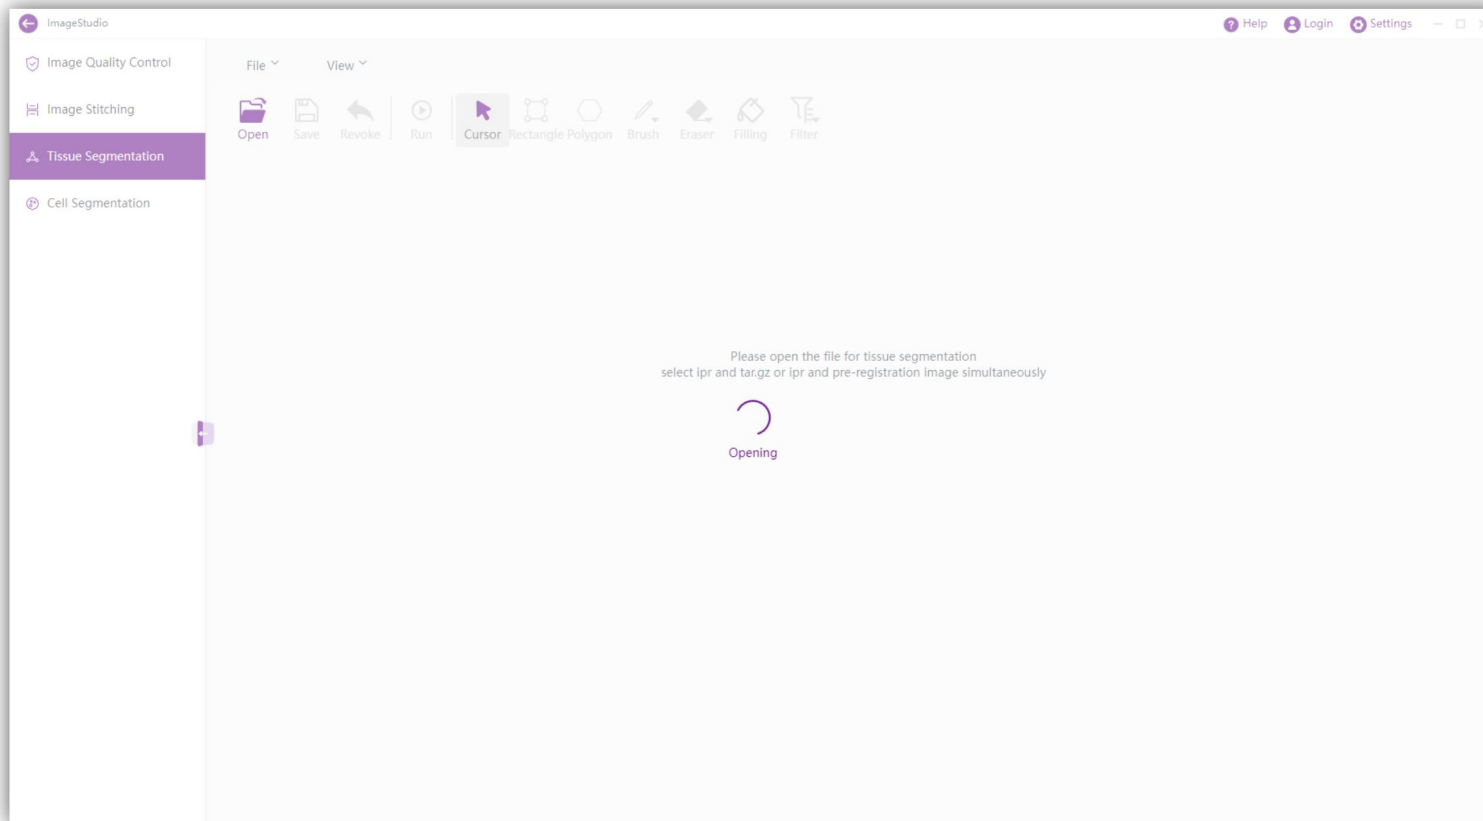 ImageStudio
Help Login Settings
Image Quality Control
Image Stitching
Tissue Segmentation
Cell Segmentation
File View
Open Save Revoke Run Cursor Rectangle Polygon Brush Eraser Filling Filter
Please open the file for tissue segmentation
select ipr and tar.gz or ipr and pre-registration image simultaneously
Opening